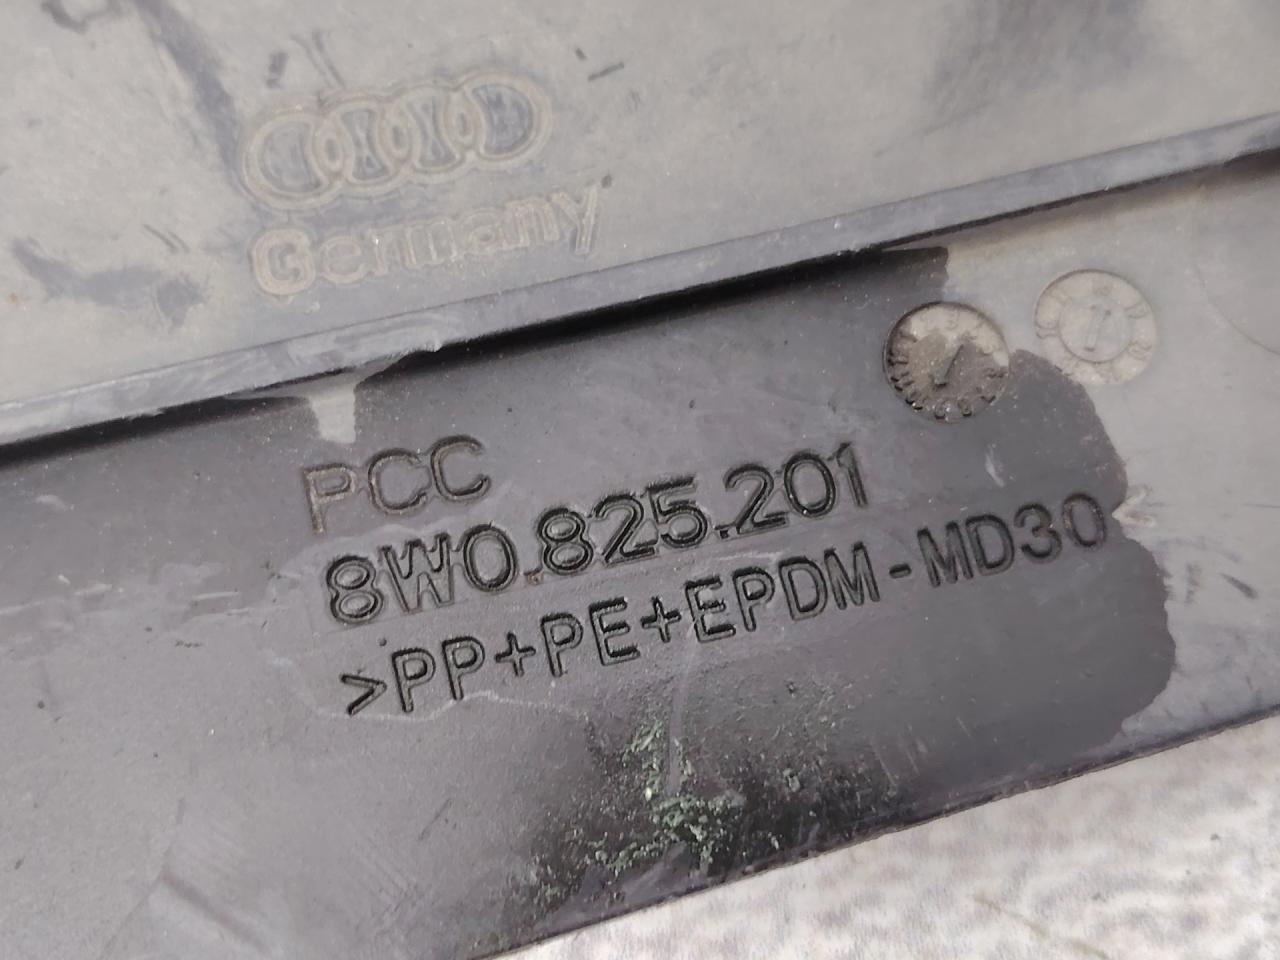 Germany
PCC
8W0.825.201
>PP+PE+EPDM-MD30<